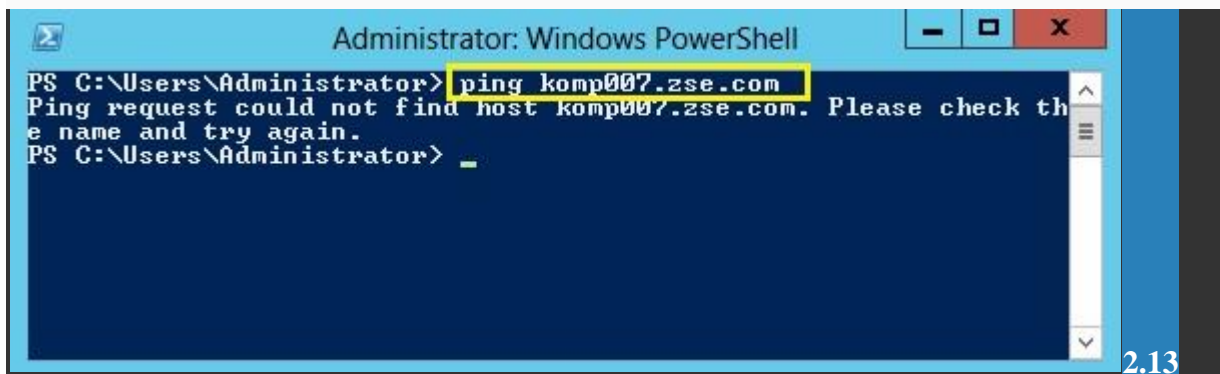 Administrator: Windows PowerShell
PS C:\Users\Administrator> ping komp007.zse.com
Ping request could not find host komp007.zse.com. Please check th
e name and try again.
PS C:\Users\Administrator> _
2.13